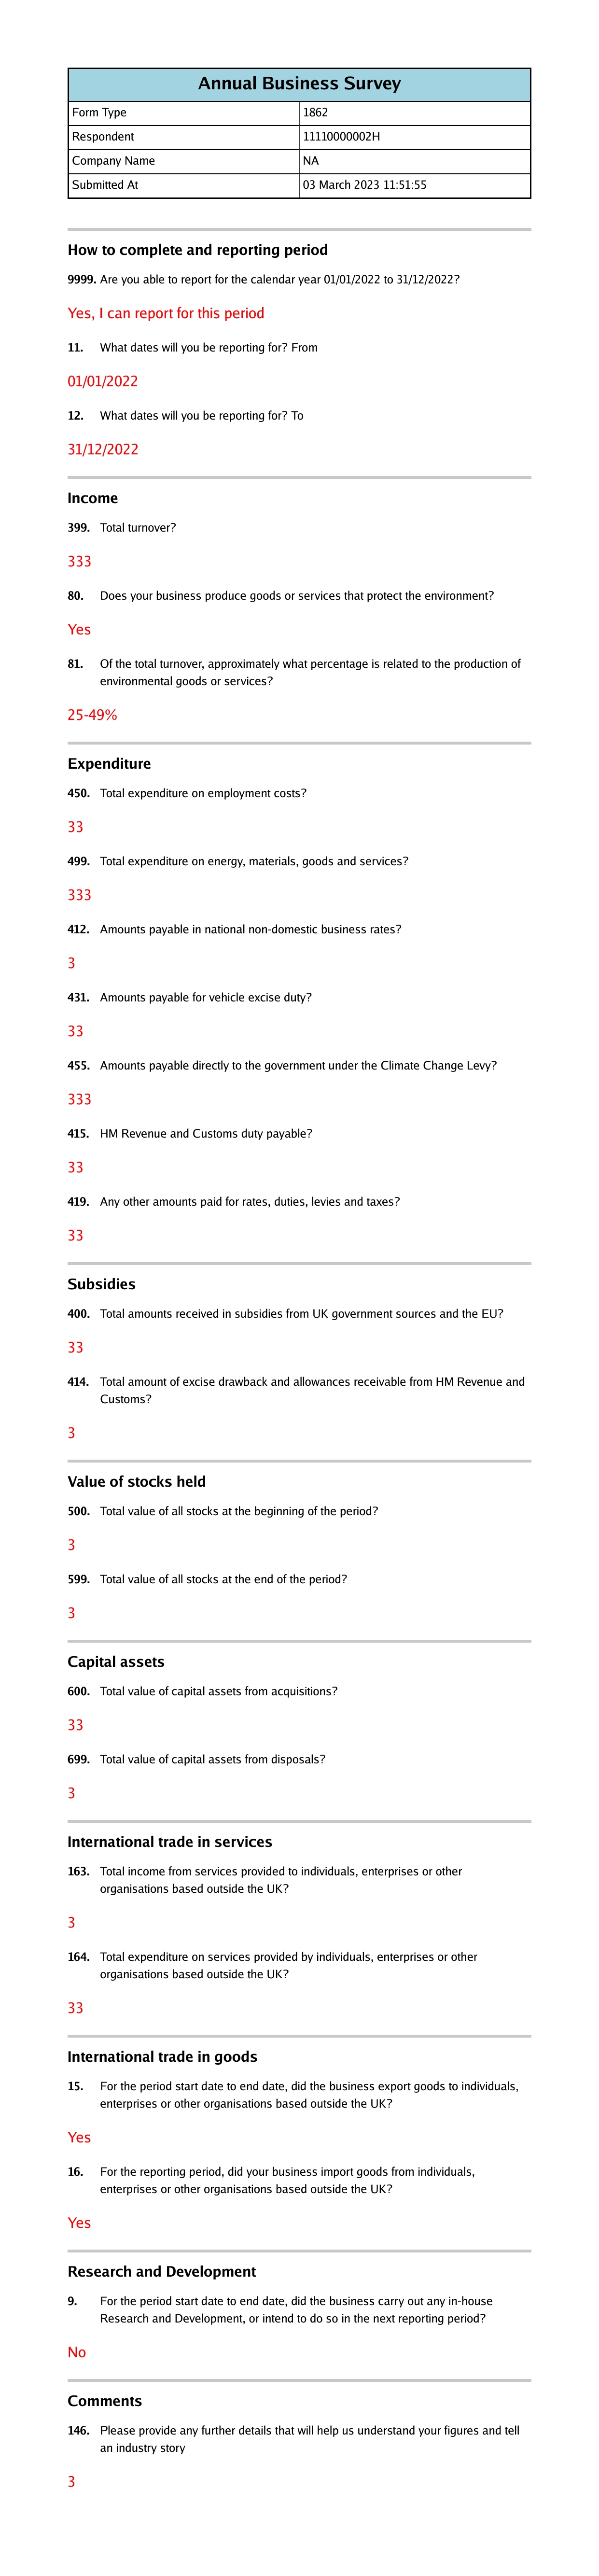 Annual Business Survey
Form Type 1862
Respondent 11110000002H
Company Name NA
Submitted At 03 March 2023 11:51:55
How to complete and reporting period
9999. Are you able to report for the calendar year 01/01/2022 to 31/12/2022?
Yes, I can report for this period
11. What dates will you be reporting for? From
01/01/2022
12. What dates will you be reporting for? To
31/12/2022
Income
399. Total turnover?
333
80. Does your business produce goods or services that protect the environment?
Yes
81. Of the total turnover, approximately what percentage is related to the production of
environmental goods or services?
25-49%
Expenditure
450. Total expenditure on employment costs?
33
499. Total expenditure on energy, materials, goods and services?
333
412. Amounts payable in national non-domestic business rates?
3
431. Amounts payable for vehicle excise duty?
33
455. Amounts payable directly to the government under the Climate Change Levy?
333
415. HM Revenue and Customs duty payable?
33
419. Any other amounts paid for rates, duties, levies and taxes?
33
Subsidies
400. Total amounts received in subsidies from UK government sources and the EU?
33
414. Total amount of excise drawback and allowances receivable from HM Revenue and
Customs?
3
Value of stocks held
500. Total value of all stocks at the beginning of the period?
3
599. Total value of all stocks at the end of the period?
3
Capital assets
600. Total value of capital assets from acquisitions?
33
699. Total value of capital assets from disposals?
3
International trade in services
163. Total income from services provided to individuals, enterprises or other
organisations based outside the UK?
3
164. Total expenditure on services provided by individuals, enterprises or other
organisations based outside the UK?
33
International trade in goods
15. For the period start date to end date, did the business export goods to individuals,
enterprises or other organisations based outside the UK?
Yes
16. For the reporting period, did your business import goods from individuals,
enterprises or other organisations based outside the UK?
Yes
Research and Development
9. For the period start date to end date, did the business carry out any in-house
Research and Development, or intend to do so in the next reporting period?
No
Comments
146. Please provide any further details that will help us understand your figures and tell
an industry story
3